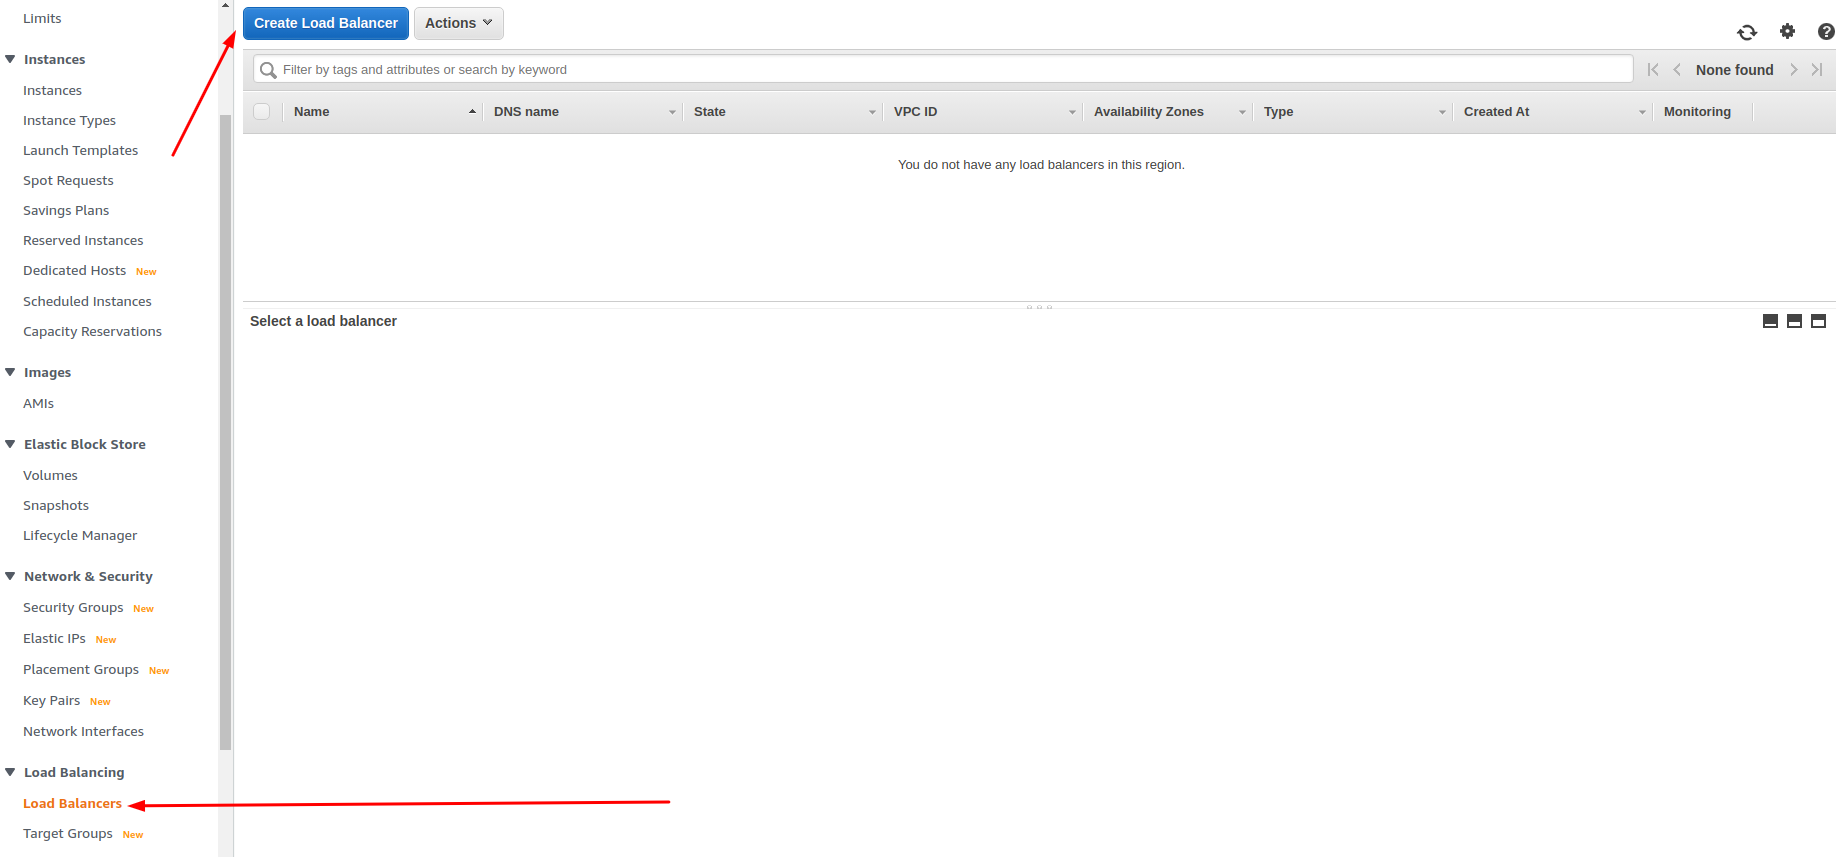 Limits
Instances
Instances
Instance Types
Launch Templates
Spot Requests
Savings Plans
Reserved Instances
Dedicated Hosts New
Scheduled Instances
Capacity Reservations
Images
AMIs
Elastic Block Store
Volumes
Snapshots
Lifecycle Manager
Network & Security
Security Groups New
Elastic IPs New
Placement Groups New
Key Pairs New
Network Interfaces
Load Balancing
Load Balancers
Target Groups New
Create Load Balancer Actions
Filter by tags and attributes or search by keyword None found
Name DNS name State VPC ID Availability Zones Type Created At Monitoring
You do not have any load balancers in this region.
Select a load balancer